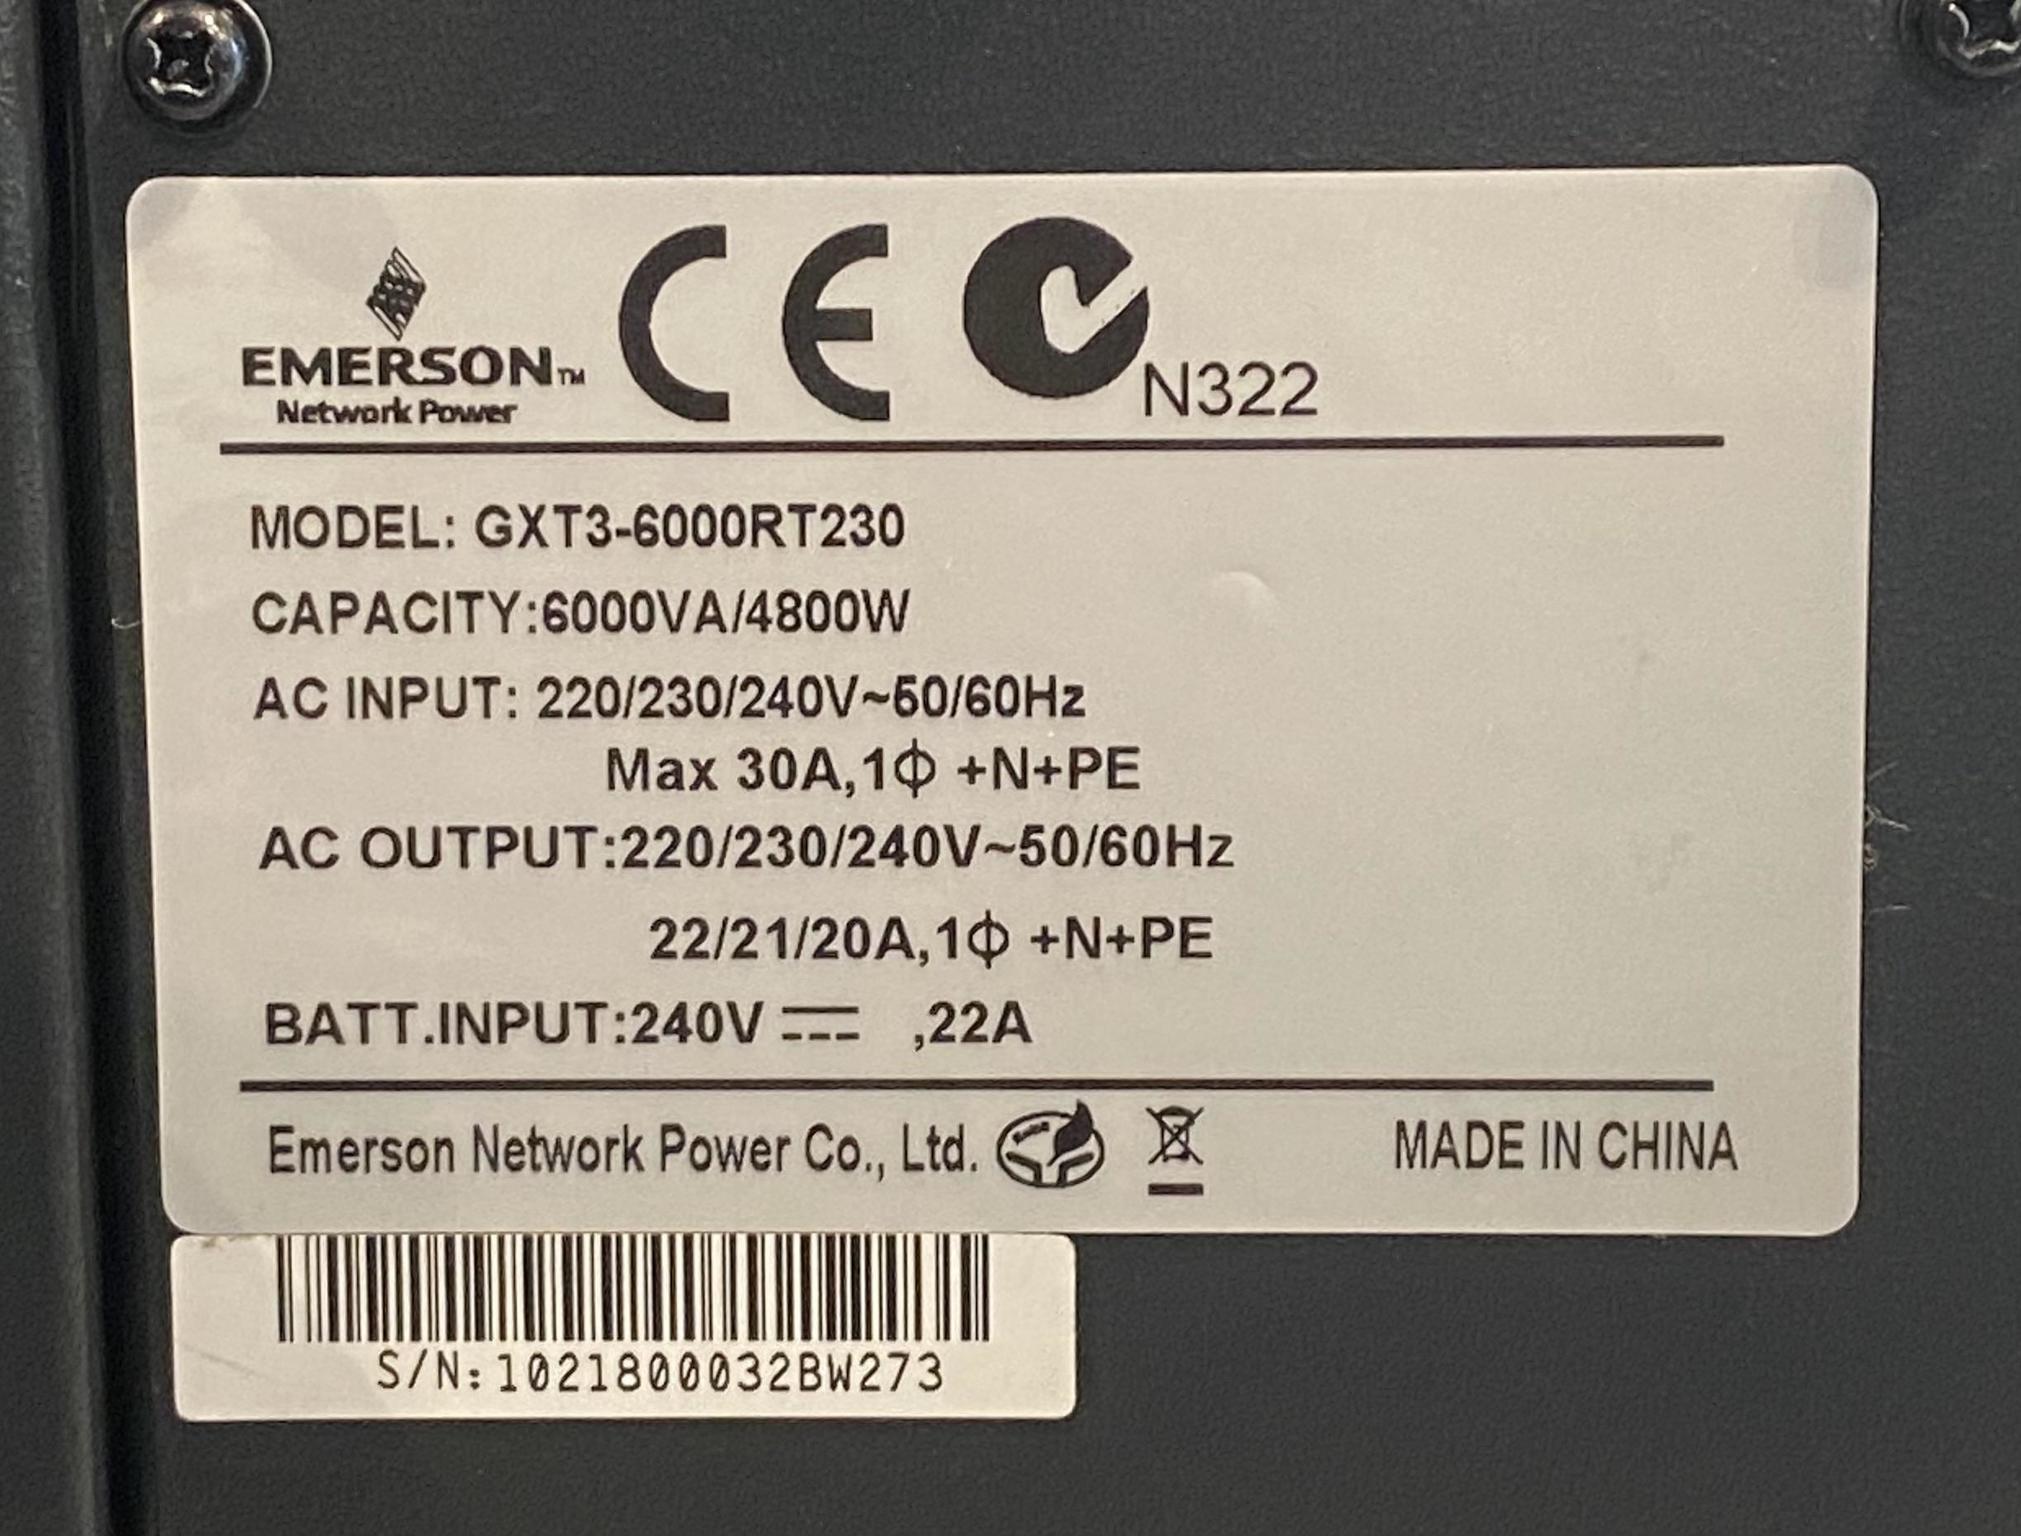 EMERSON™
Network Power
CE
N322
MODEL: GXT3-6000RT230
CAPACITY:6000VA/4800W
AC INPUT: 220/230/240V~50/60Hz
Max 30A,1ϕ +N+PE
AC OUTPUT:220/230/240V~50/60Hz
22/21/20A,1ϕ +N+PE
BATT.INPUT:240V⎓ ,22A
Emerson Network Power Co., Ltd.
MADE IN CHINA
S/N:1021800032BW273